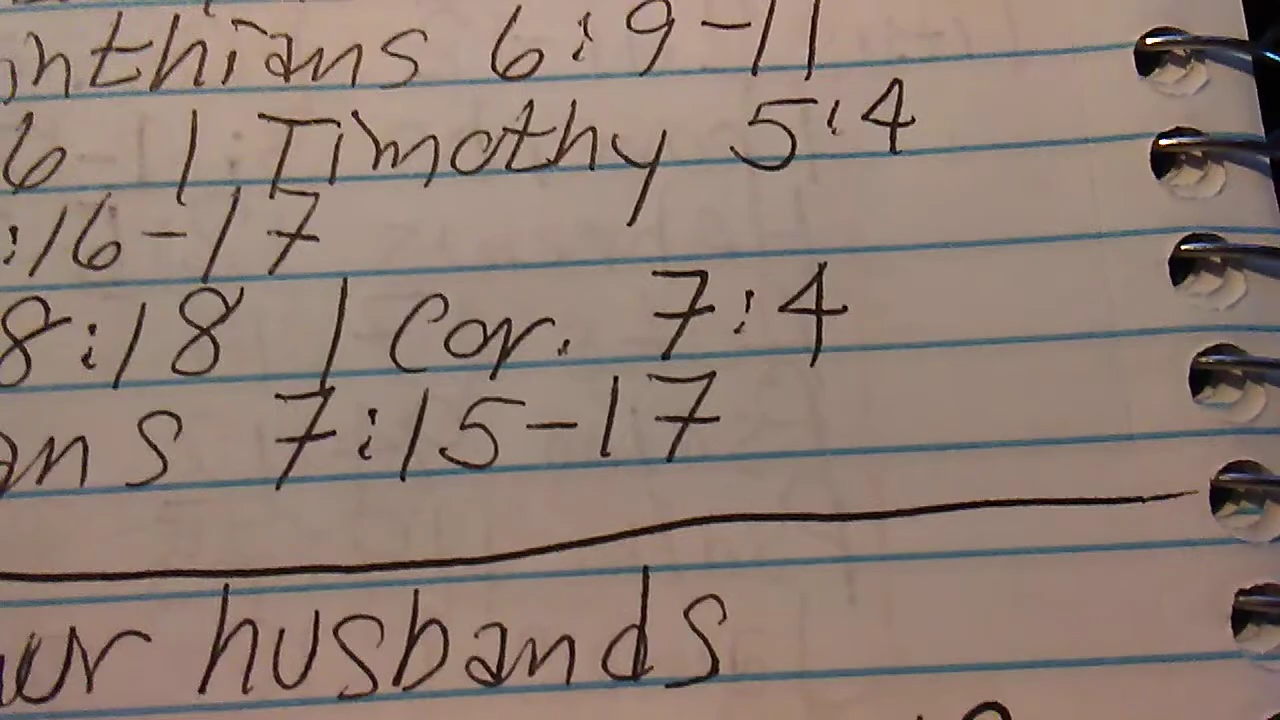 inthians 6:9-11
6 1 Timothy 5:4
:16-17
8:18 1 Cor. 7:4
ans 7:15-17
ur husbands